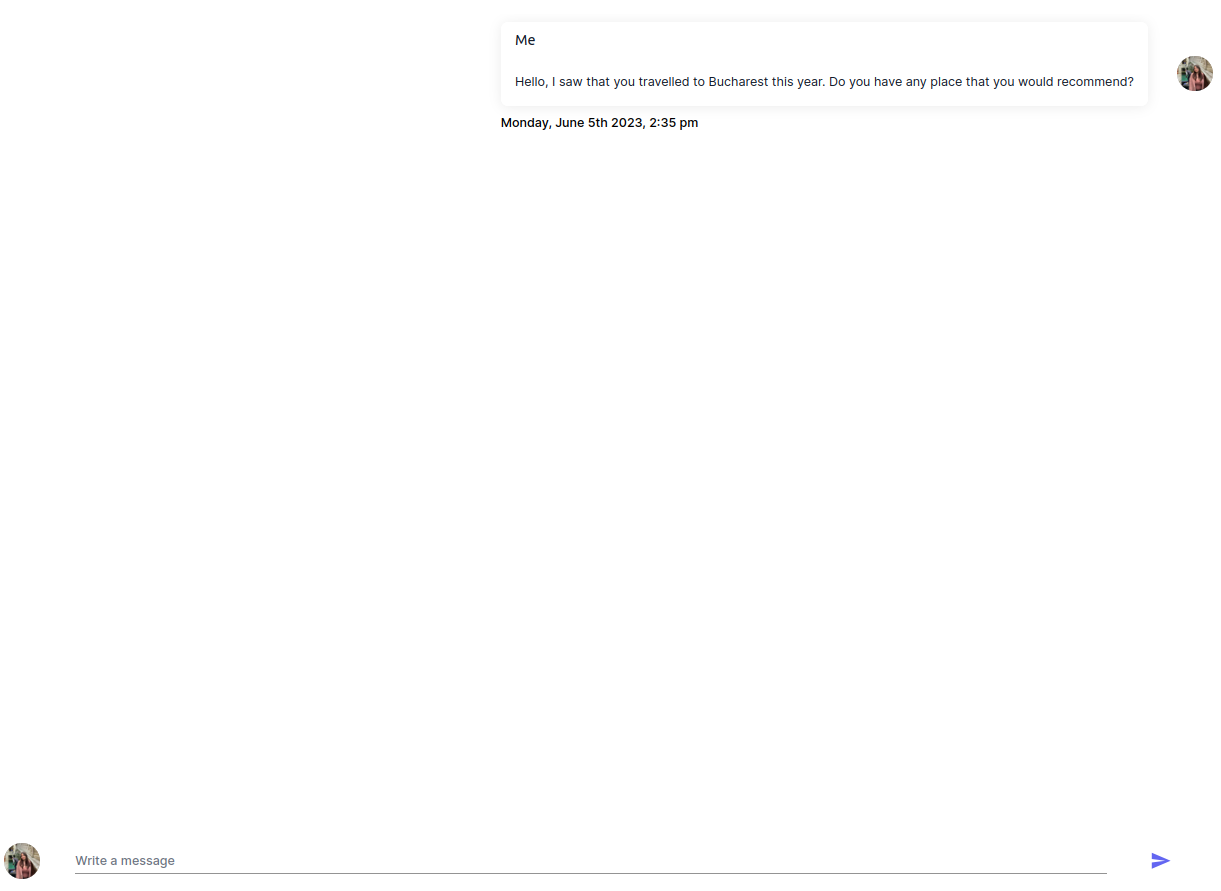 Me
Hello, I saw that you travelled to Bucharest this year. Do you have any place that you would recommend?
Monday, June 5th 2023, 2:35 pm
Write a message